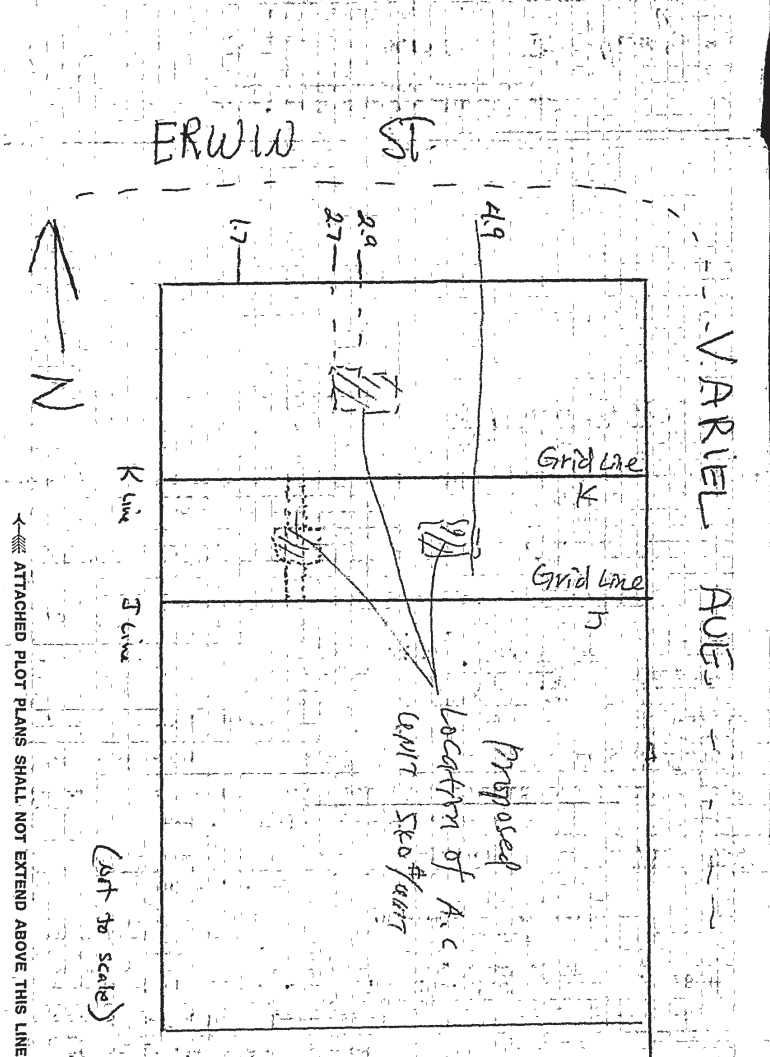 ERWIN ST.
VARIEL AVE.
1.7
2.7
2.9
4.9
N
Grid Line
K
Grid Line
K Line
J Line
Proposed
Location of A.C.
UNIT
(Not to scale)
ATTACHED PLOT PLANS SHALL NOT EXTEND ABOVE THIS LINE